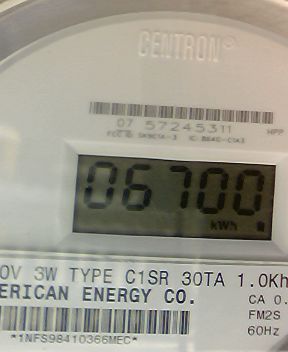 CENTRON®
07 57245311
HPP
06700
kWh
0V 3W TYPE C1SR 30TA 1.0Kh
ERICAN ENERGY CO.
CA 0.
FM2S
60Hz
*1NFS98410366MEC*